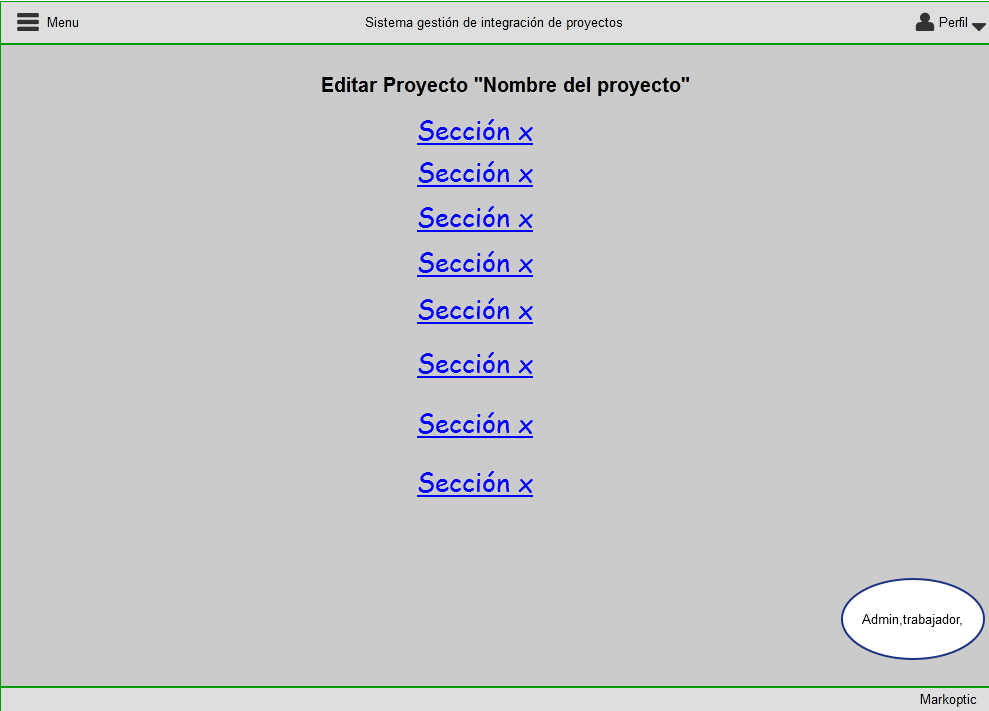 Menu
Sistema gestión de integración de proyectos
Perfil
Editar Proyecto "Nombre del proyecto"
Sección x
Sección x
Sección x
Sección x
Sección x
Sección x
Sección x
Sección x
Admin,trabajador,
Markoptic